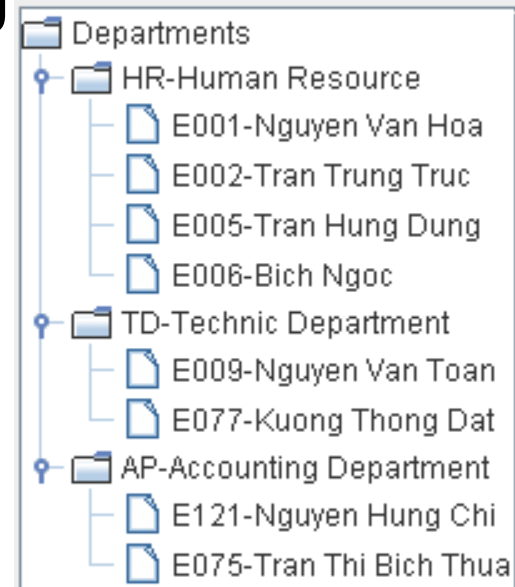 Departments
HR-Human Resource
E001-Nguyen Van Hoa
E002-Tran Trung Truc
E005-Tran Hung Dung
E006-Bich Ngoc
TD-Technic Department
E009-Nguyen Van Toan
E077-Kuong Thong Dat
AP-Accounting Department
E121-Nguyen Hung Chi
E075-Tran Thi Bich Thua